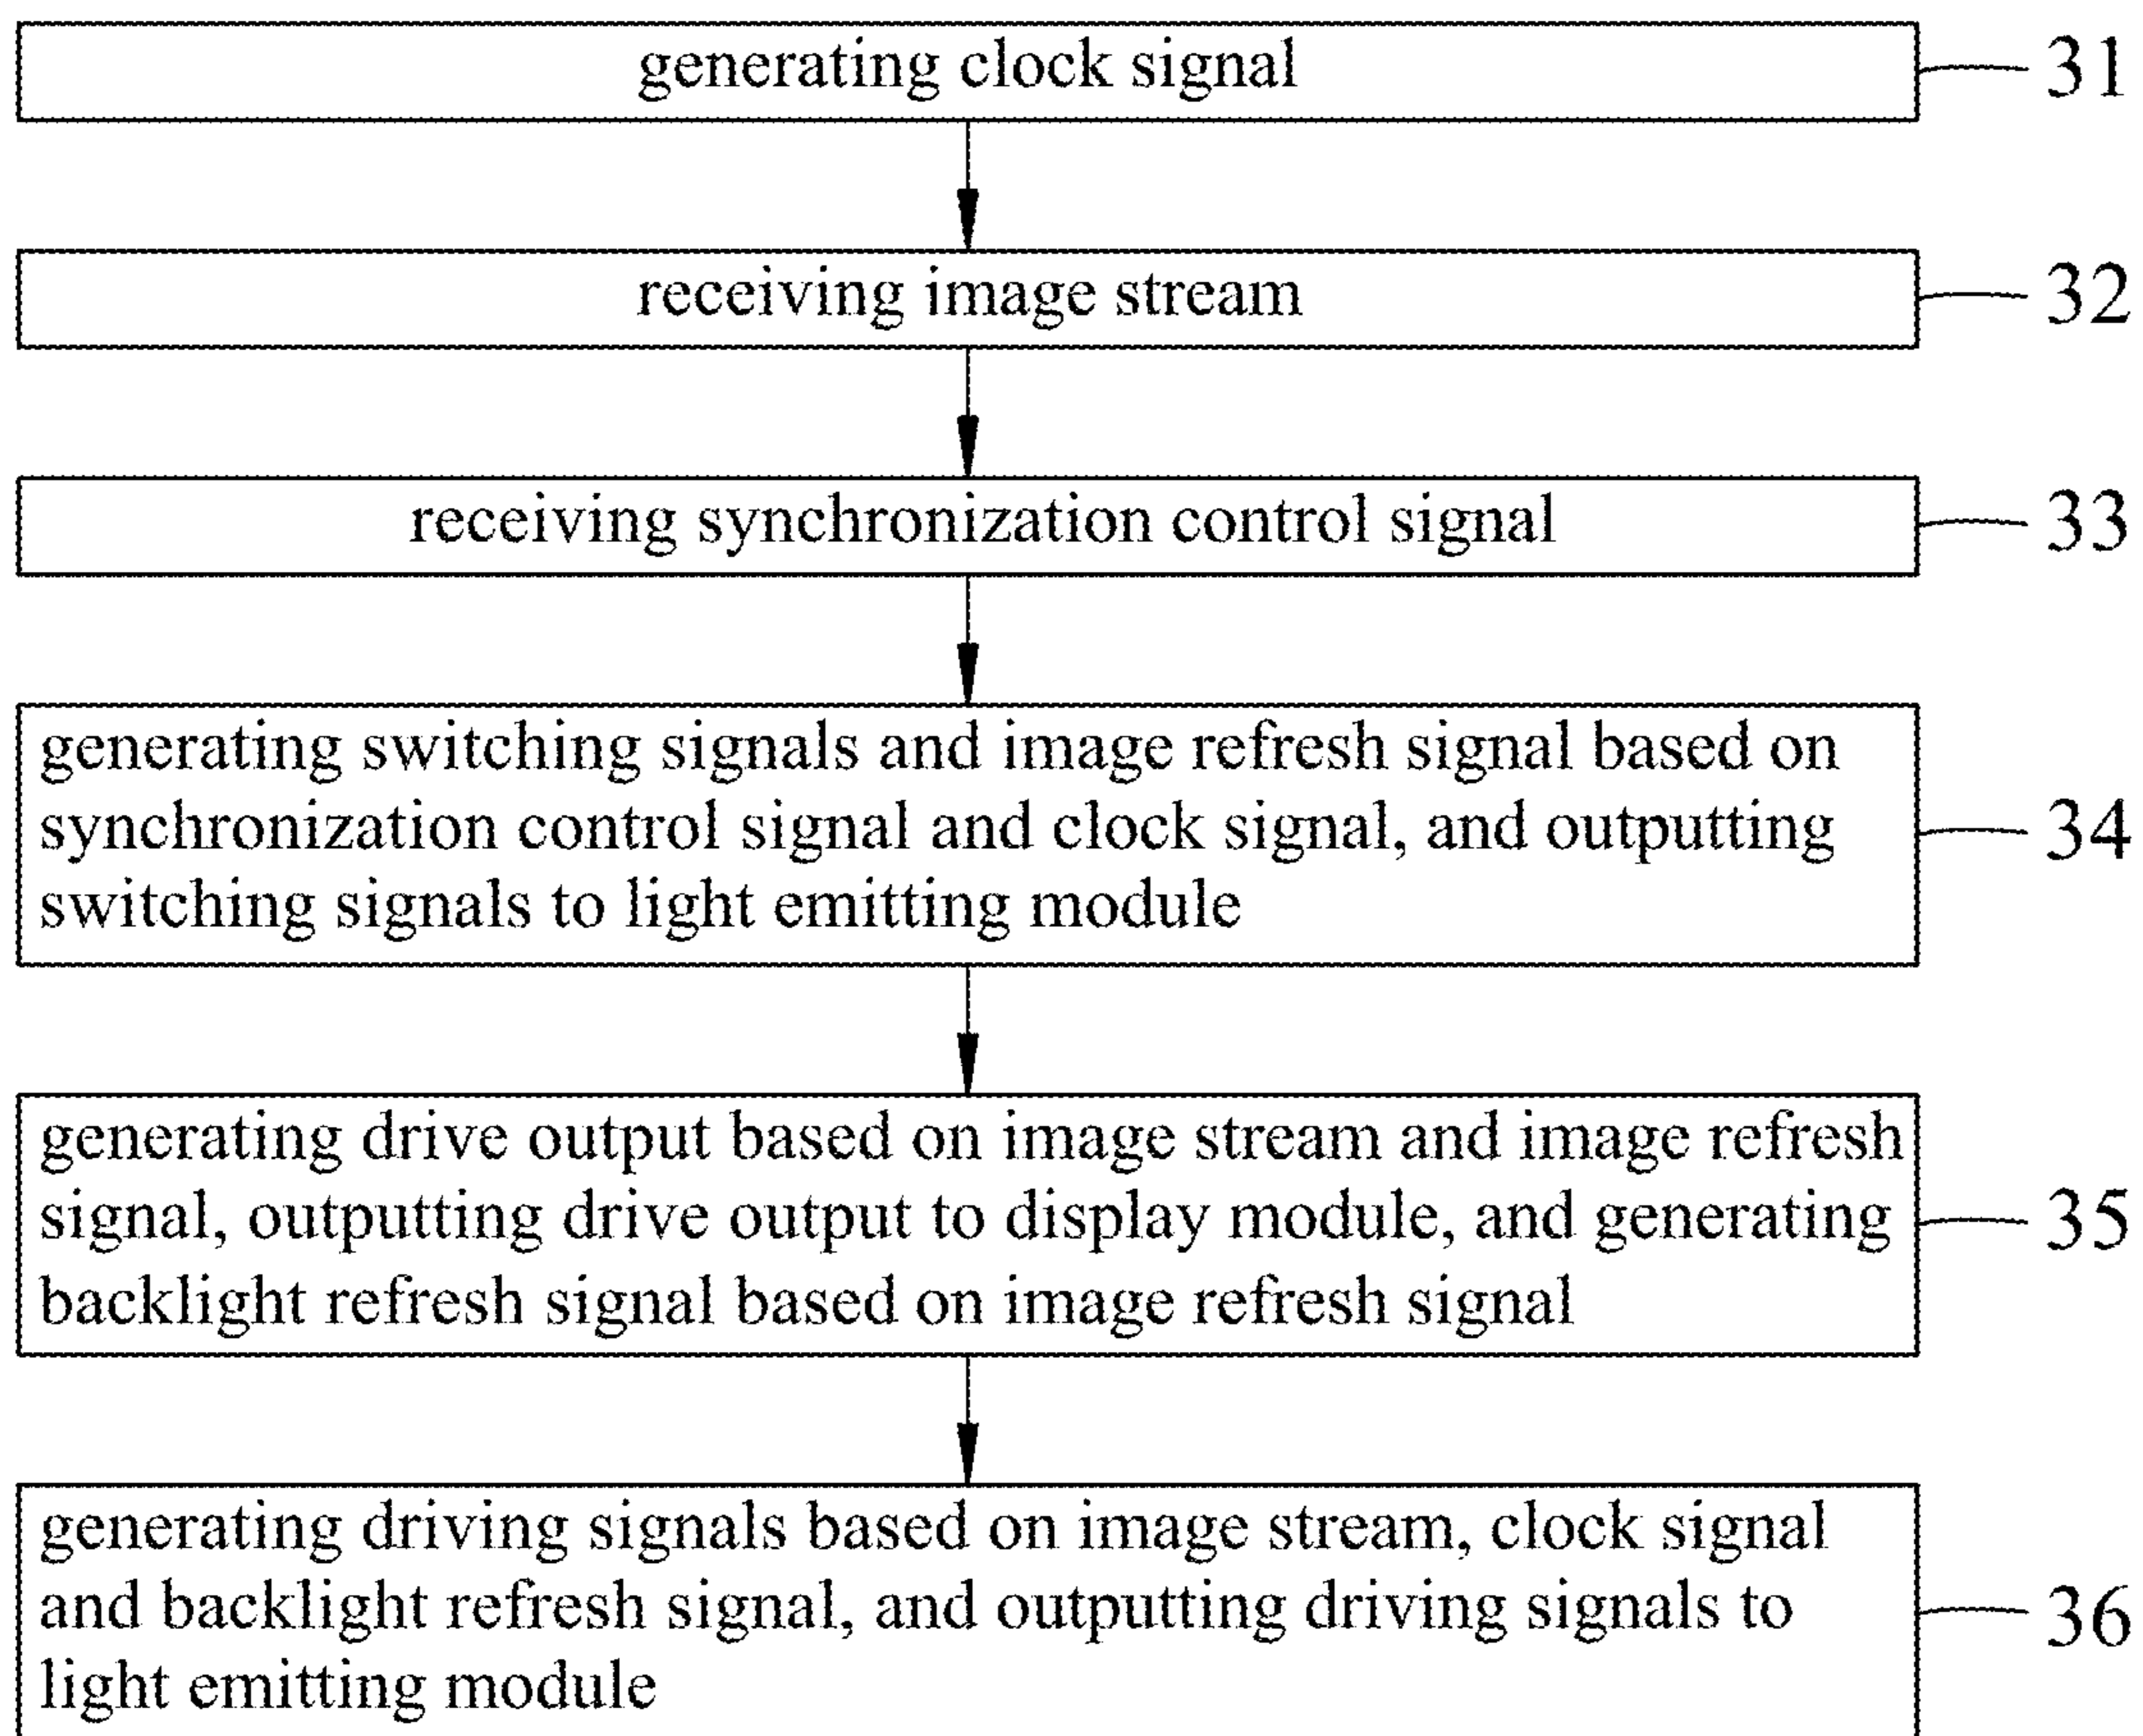 generating clock signal
31
receiving image stream
32
receiving synchronization control signal
33
generating switching signals and image refresh signal based on
synchronization control signal and clock signal, and outputting
switching signals to light emitting module
34
generating drive output based on image stream and image refresh
signal, outputting drive output to display module, and generating
backlight refresh signal based on image refresh signal
35
generating driving signals based on image stream, clock signal
and backlight refresh signal, and outputting driving signals to
light emitting module
36